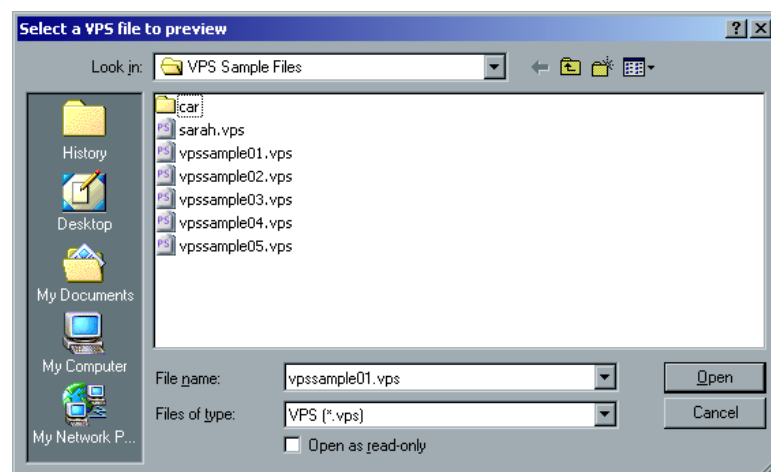 Select a VPS file to preview
Look in: VPS Sample Files
History
Desktop
My Documents
My Computer
My Network P...
car
sarah.vps
vpssample01.vps
vpssample02.vps
vpssample03.vps
vpssample04.vps
vpssample05.vps
File name: vpssample01.vps Open
Files of type: VPS (*.vps) Cancel
Open as read-only